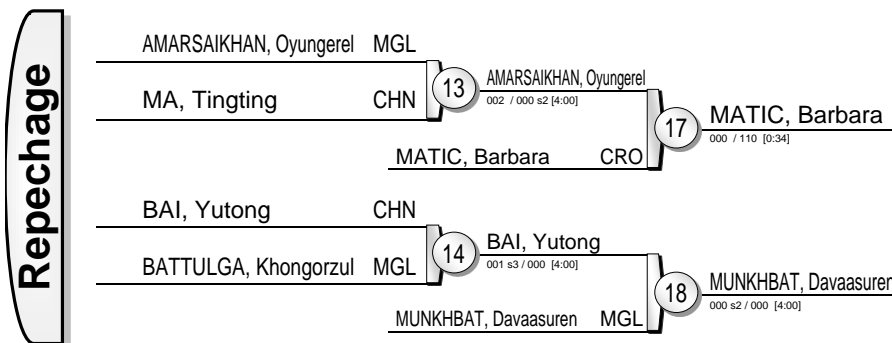 Repechage
AMARSAIKHAN, Oyungerel MGL
MA, Tingting CHN
13
AMARSAIKHAN, Oyungerel
002 / 000 s2 [4:00]
MATIC, Barbara CRO
17
MATIC, Barbara
000 / 110 [0:34]
BAI, Yutong CHN
BATTULGA, Khongorzul MGL
14
BAI, Yutong
001 s3 / 000 [4:00]
MUNKHBAT, Davaasuren MGL
18
MUNKHBAT, Davaasuren
000 s2 / 000 [4:00]